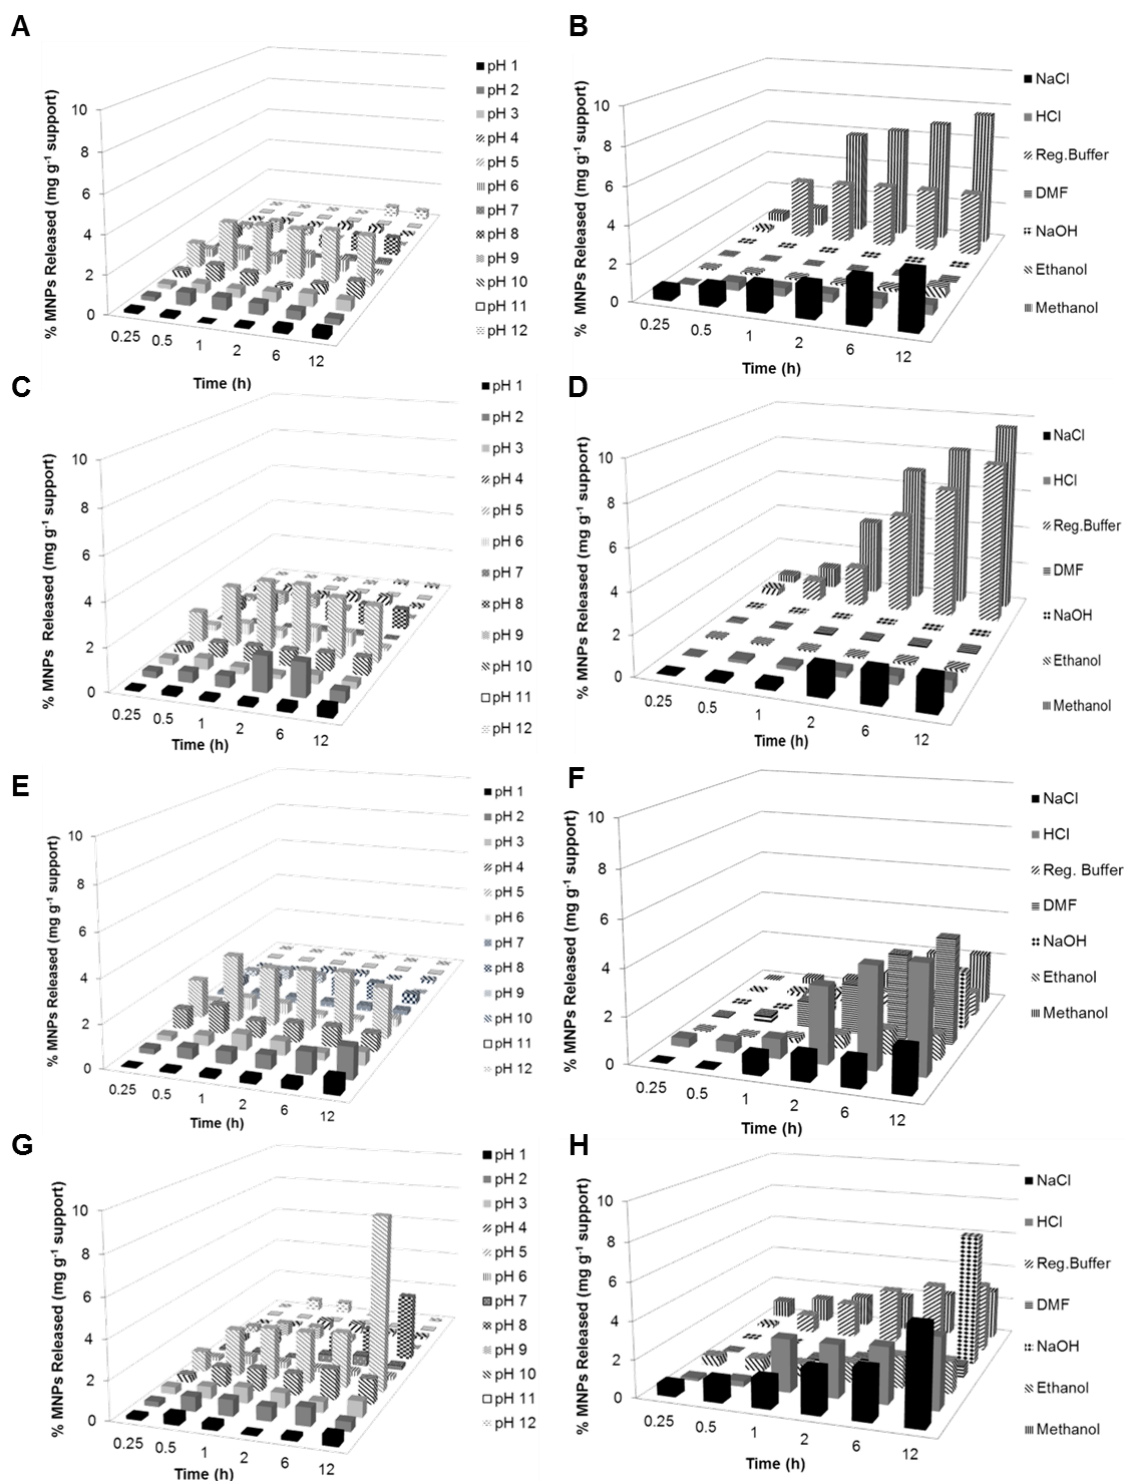 A
% MNPs Released (mg g-1 support)
10
8
6
4
2
0
0.25 0.5 1 2 6 12
Time (h)
pH 1
pH 2
pH 3
pH 4
pH 5
pH 6
pH 7
pH 8
pH 9
pH 10
pH 11
pH 12
B
% MNPs Released (mg g-1 support)
10
8
6
4
2
0
0.25 0.5 1 2 6 12
Time (h)
NaCl
HCl
Reg.Buffer
DMF
NaOH
Ethanol
Methanol
C
% MNPs Released (mg g-1 support)
10
8
6
4
2
0
0.25 0.5 1 2 6 12
Time (h)
pH 1
pH 2
pH 3
pH 4
pH 5
pH 6
pH 7
pH 8
pH 9
pH 10
pH 11
pH 12
D
% MNPs Released (mg g-1 support)
10
8
6
4
2
0
0.25 0.5 1 2 6 12
Time (h)
NaCl
HCl
Reg.Buffer
DMF
NaOH
Ethanol
Methanol
E
% MNPs Released (mg g-1 support)
10
8
6
4
2
0
0.25 0.5 1 2 6 12
Time (h)
pH 1
pH 2
pH 3
pH 4
pH 5
pH 6
pH 7
pH 8
pH 9
pH 10
pH 11
pH 12
F
% MNPs Released (mg g-1 support)
10
8
6
4
2
0
0.25 0.5 1 2 6 12
Time (h)
NaCl
HCl
Reg. Buffer
DMF
NaOH
Ethanol
Methanol
G
% MNPs Released (mg g-1 support)
10
8
6
4
2
0
0.25 0.5 1 2 6 12
Time (h)
pH 1
pH 2
pH 3
pH 4
pH 5
pH 6
pH 7
pH 8
pH 9
pH 10
pH 11
pH 12
H
% MNPs Released (mg g-1 support)
10
8
6
4
2
0
0.25 0.5 1 2 6 12
Time (h)
NaCl
HCl
Reg.Buffer
DMF
NaOH
Ethanol
Methanol